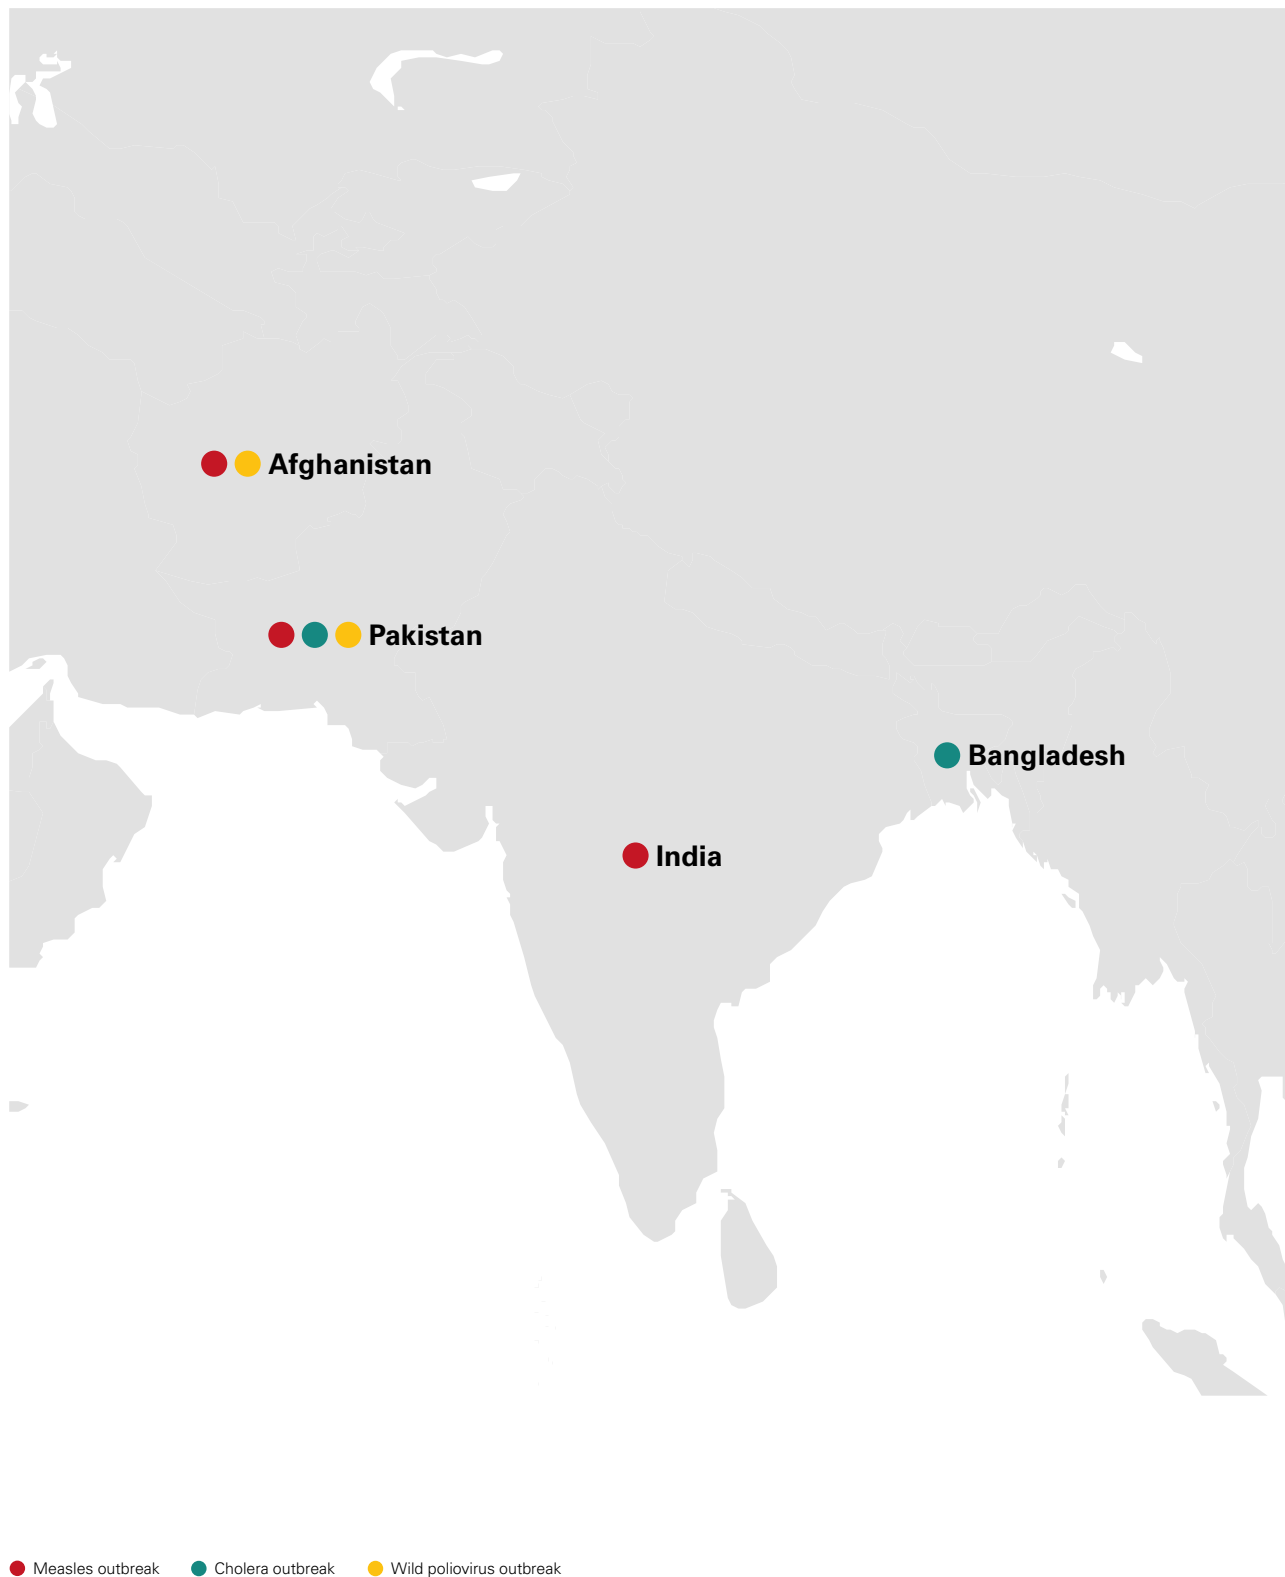 Afghanistan
Pakistan
Bangladesh
India
Measles outbreak
Cholera outbreak
Wild poliovirus outbreak